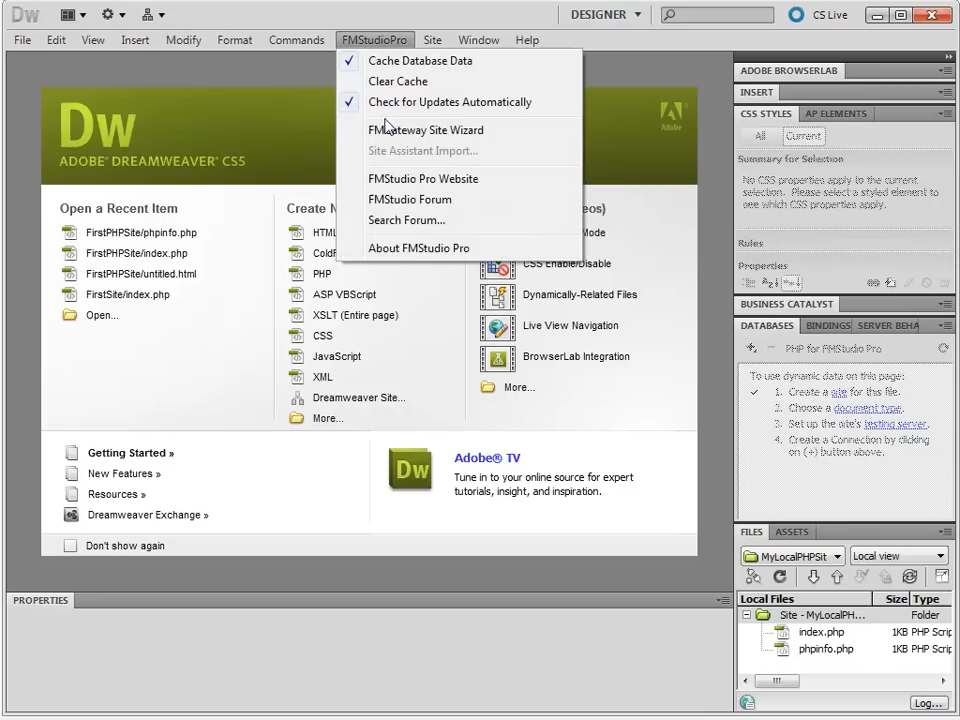 Dw
DESIGNER
CS Live
File Edit View Insert Modify Format Commands FMStudioPro Site Window Help
Cache Database Data
Clear Cache
Check for Updates Automatically
Site Wizard
Site Assistant Import...
FMStudio Pro Website
FMStudio Forum
Search Forum...
About FMStudio Pro
Dw
ADOBE DREAMWEAVER CS5
Adobe
Open a Recent Item
FirstPHPSite/phpinfo.php
FirstPHPSite/index.php
FirstPHPSite/untitled.html
FirstSite/index.php
Open...
Create
PHP
ASP VBScript
XSLT (Entire page)
CSS
JavaScript
XML
Dreamweaver Site...
More...
CSS Enable/Disable
Dynamically-Related Files
Live View Navigation
BrowserLab Integration
More...
Getting Started »
New Features »
Resources »
Dreamweaver Exchange »
Dw
Adobe® TV
Tune in to your online source for expert
tutorials, insight, and inspiration.
Don't show again
PROPERTIES
ADOBE BROWSERLAB
INSERT
CSS STYLES AP ELEMENTS
All Current
Summary for Selection
No CSS properties apply to the current
selection. Please select a styled element
to see which CSS properties apply.
Rules
Properties
BUSINESS CATALYST
DATABASES BINDINGS SERVER BEHA
PHP for FMStudio Pro
To use dynamic data on this page:
1. Create a site for this file.
2. Choose a document type.
3. Set up the site's testing server.
4. Create a Connection by clicking
on (+) button above.
FILES ASSETS
MyLocalPHPSit Local view
Local Files Size Type
Site - MyLocalPH... Folder
index.php 1KB PHP Scrip
phpinfo.php 1KB PHP Scrip
Log...